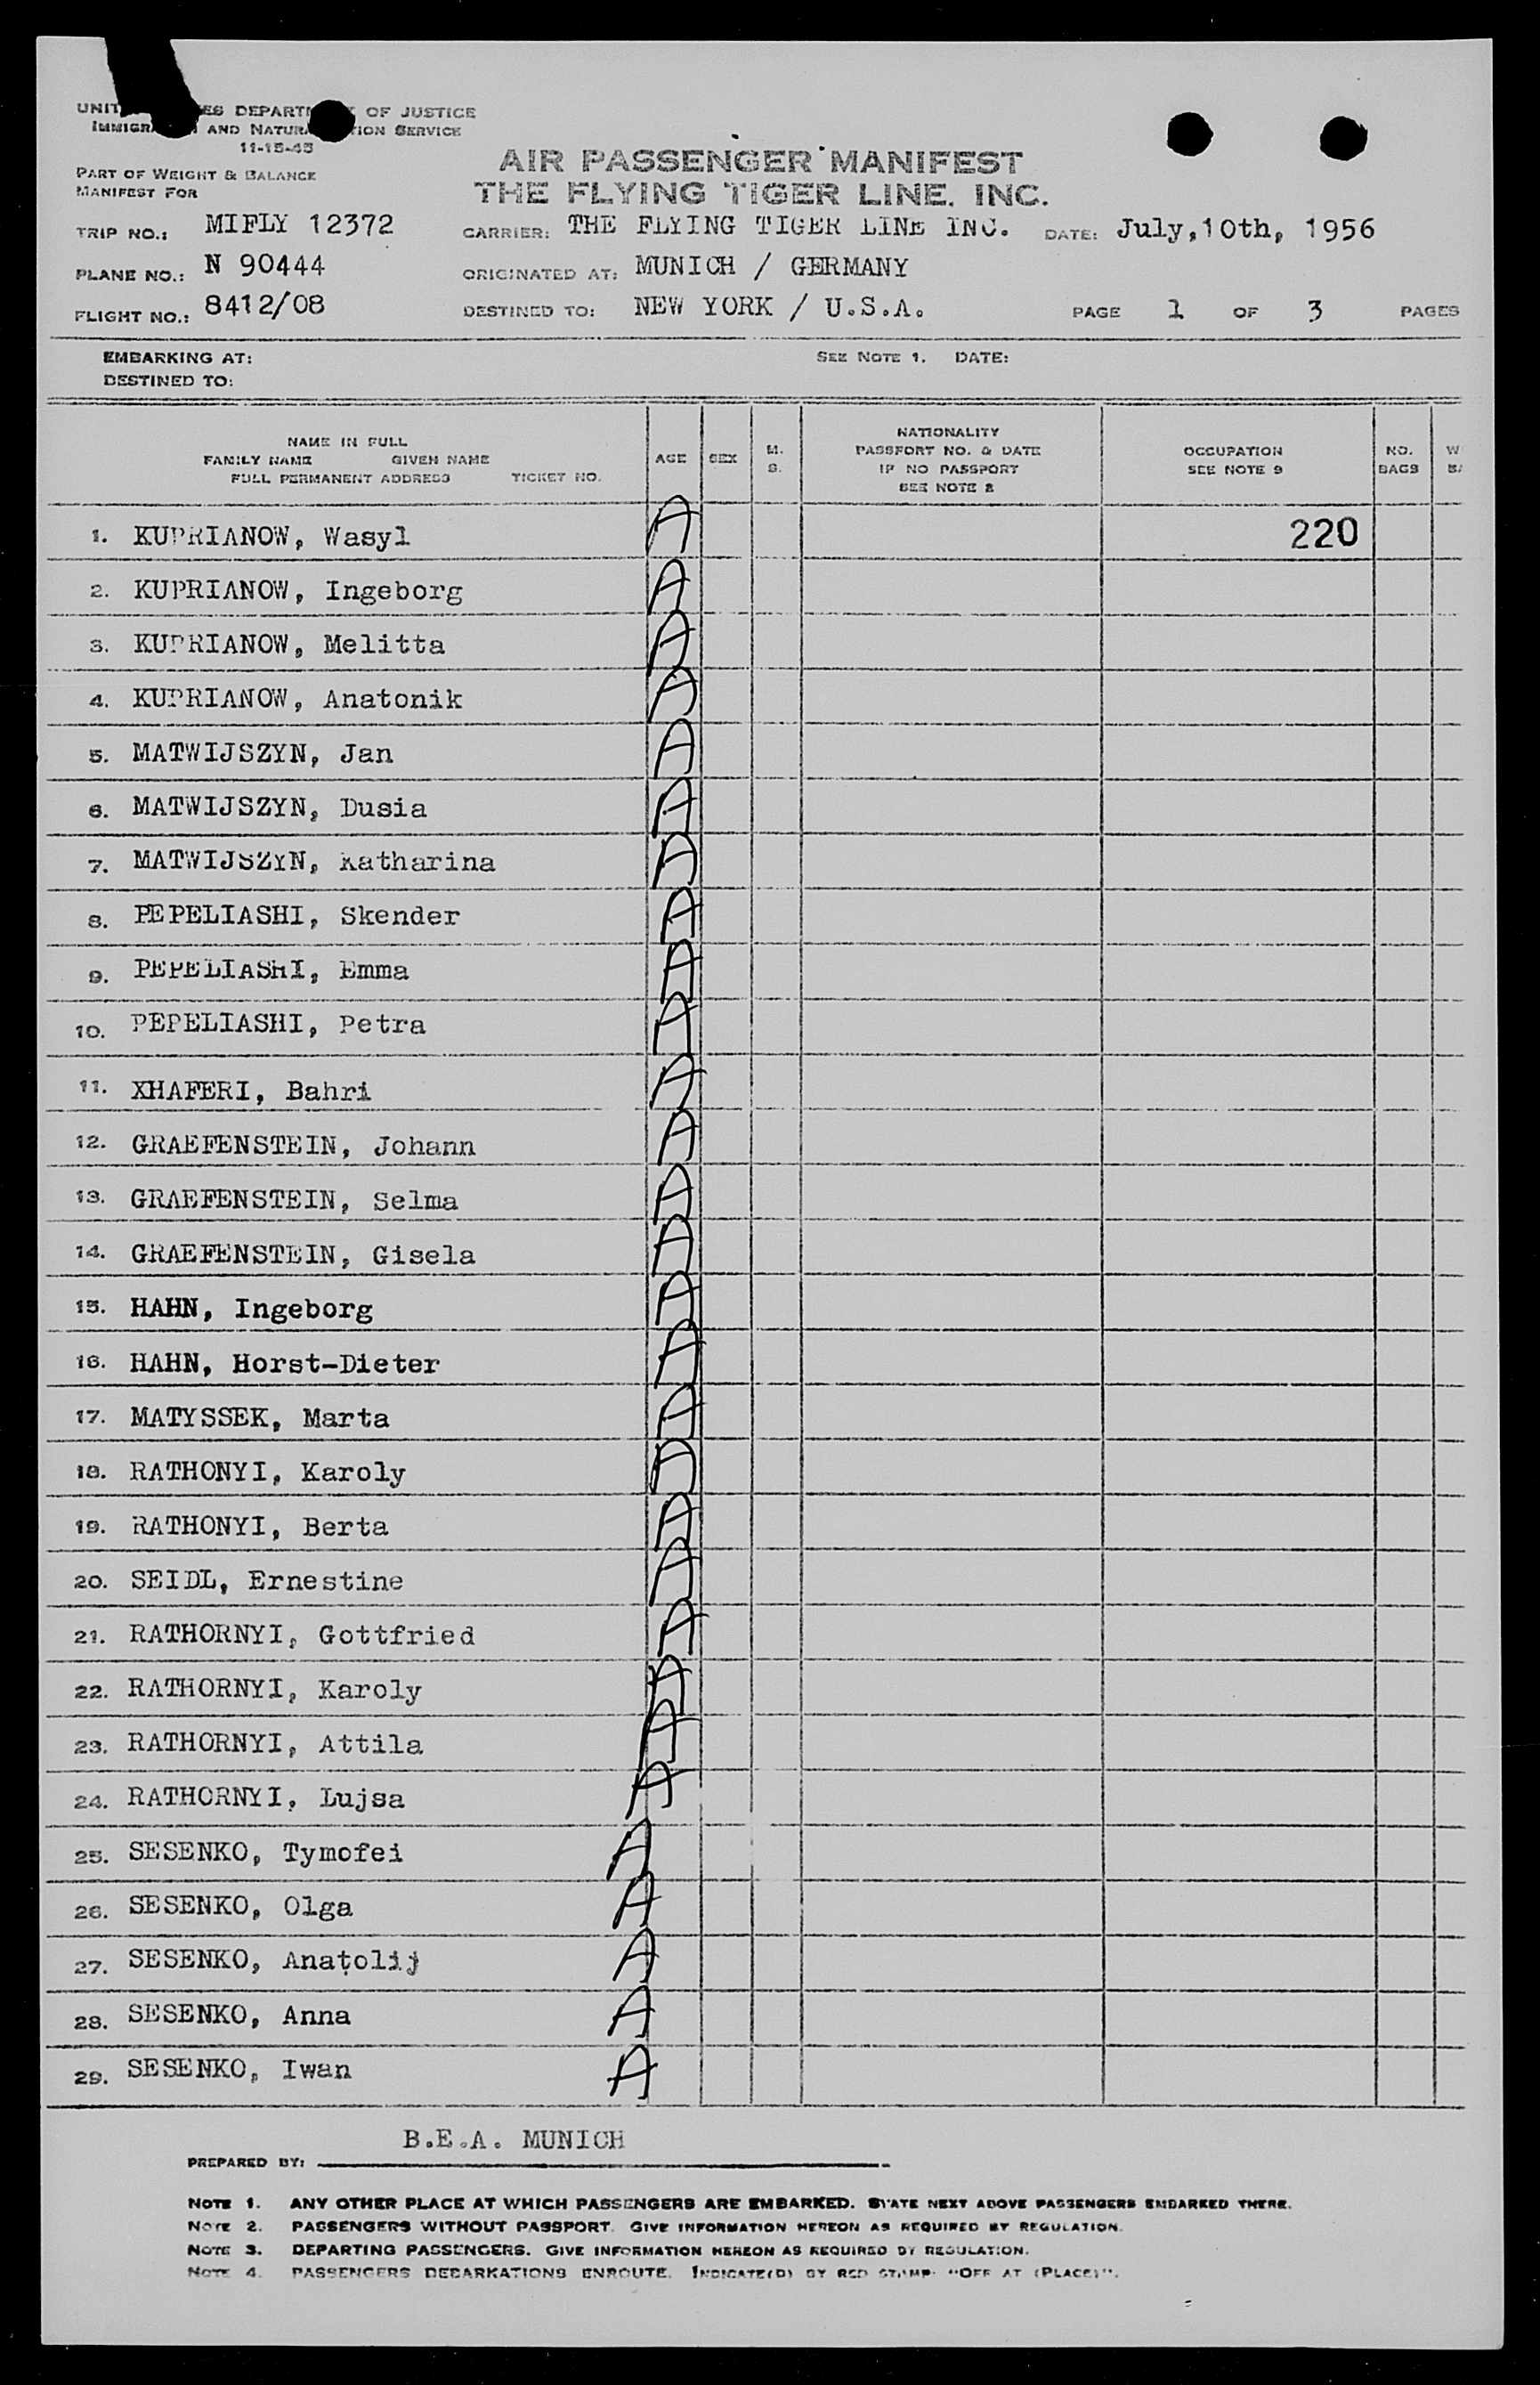 UNIT ES DEPARTM OF JUSTICE
IMMIGRA AND NATURA TION SERVICE
11-15-45
PART OF WEIGHT & BALANCE
MANIFEST FOR
AIR PASSENGER MANIFEST
THE FLYING TIGER LINE. INC.
TRIP NO.: MIFLY 12372 CARRIER: THE FLYING TIGER LINE INC. DATE: July,10th, 1956
PLANE NO.: N 90444 ORIGINATED AT: MUNICH / GERMANY
FLIGHT NO.: 8412/08 DESTINED TO: NEW YORK / U.S.A. PAGE 1 OF 3 PAGES
EMBARKING AT: SEE NOTE 1. DATE:
DESTINED TO:
NAME IN FULL
FAMILY NAME GIVEN NAME
FULL PERMANENT ADDRESS TICKET NO.
AGE
SEX
M.
S.
NATIONALITY
PASSPORT NO. & DATE
IF NO PASSPORT
SEE NOTE 2
OCCUPATION
SEE NOTE 3
NO.
BAGS
W
BA
1. KUPRIANOW, Wasyl A 220
2. KUPRIANOW, Ingeborg A
3. KUPRIANOW, Melitta A
4. KUPRIANOW, Anatonik A
5. MATWIJSZYN, Jan A
6. MATWIJSZYN, Dusia A
7. MATWIJSZYN, Katharina A
8. PEPELIASHI, Skender A
9. PEPELIASHI, Emma A
10. PEPELIASHI, Petra A
11. XHAFERI, Bahri A
12. GRAEFENSTEIN, Johann A
13. GRAEFENSTEIN, Selma A
14. GRAEFENSTEIN, Gisela A
15. HAHN, Ingeborg A
16. HAHN, Horst-Dieter A
17. MATYSSEK, Marta A
18. RATHONYI, Karoly A
19. RATHONYI, Berta A
20. SEIDL, Ernestine A
21. RATHORNYI, Gottfried A
22. RATHORNYI, Karoly A
23. RATHORNYI, Attila A
24. RATHORNYI, Lujsa A
25. SESENKO, Tymofei A
26. SESENKO, Olga A
27. SESENKO, Anatolij A
28. SESENKO, Anna A
29. SESENKO, Iwan A
B.E.A. MUNICH
PREPARED BY:
NOTE 1. ANY OTHER PLACE AT WHICH PASSENGERS ARE EMBARKED. STATE NEXT ABOVE PASSENGERS EMBARKED THERE.
NOTE 2. PASSENGERS WITHOUT PASSPORT. GIVE INFORMATION HEREON AS REQUIRED BY REGULATION.
NOTE 3. DEPARTING PASSENGERS. GIVE INFORMATION HEREON AS REQUIRED BY REGULATION.
NOTE 4. PASSENGERS DEBARKATIONS ENROUTE. INDICATE(D) BY RED STAMP "OFF AT (PLACE)".